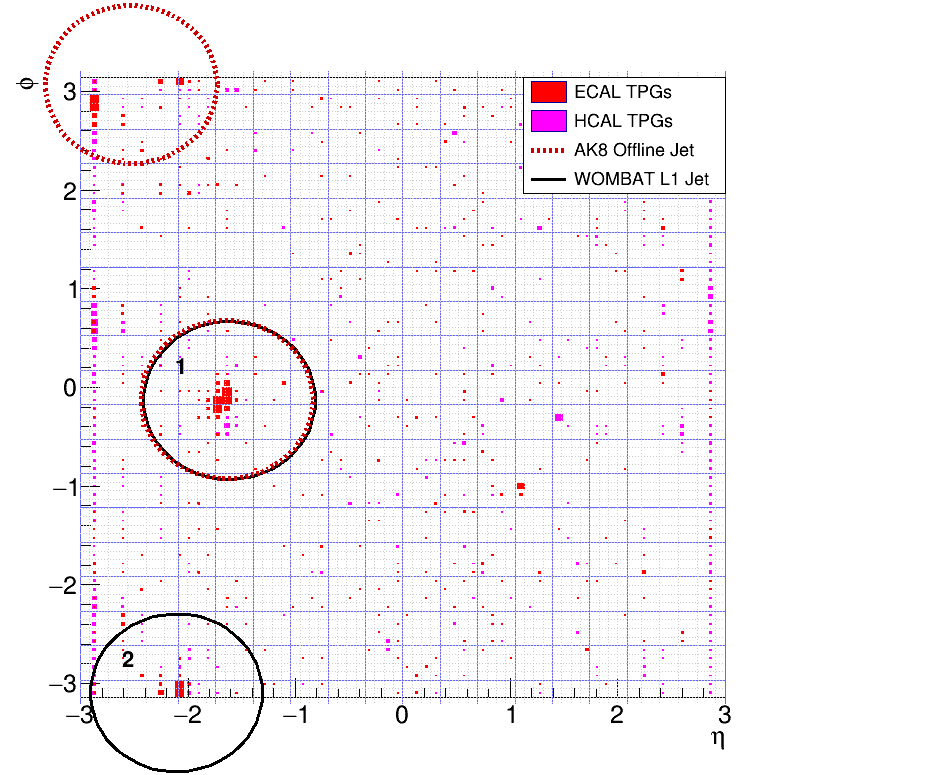 ϕ
ECAL TPGs
HCAL TPGs
AK8 Offline Jet
WOMBAT L1 Jet
3
2
1
0
−1
−2
−3
1
2
−3 −2 −1 0 1 2 3
η